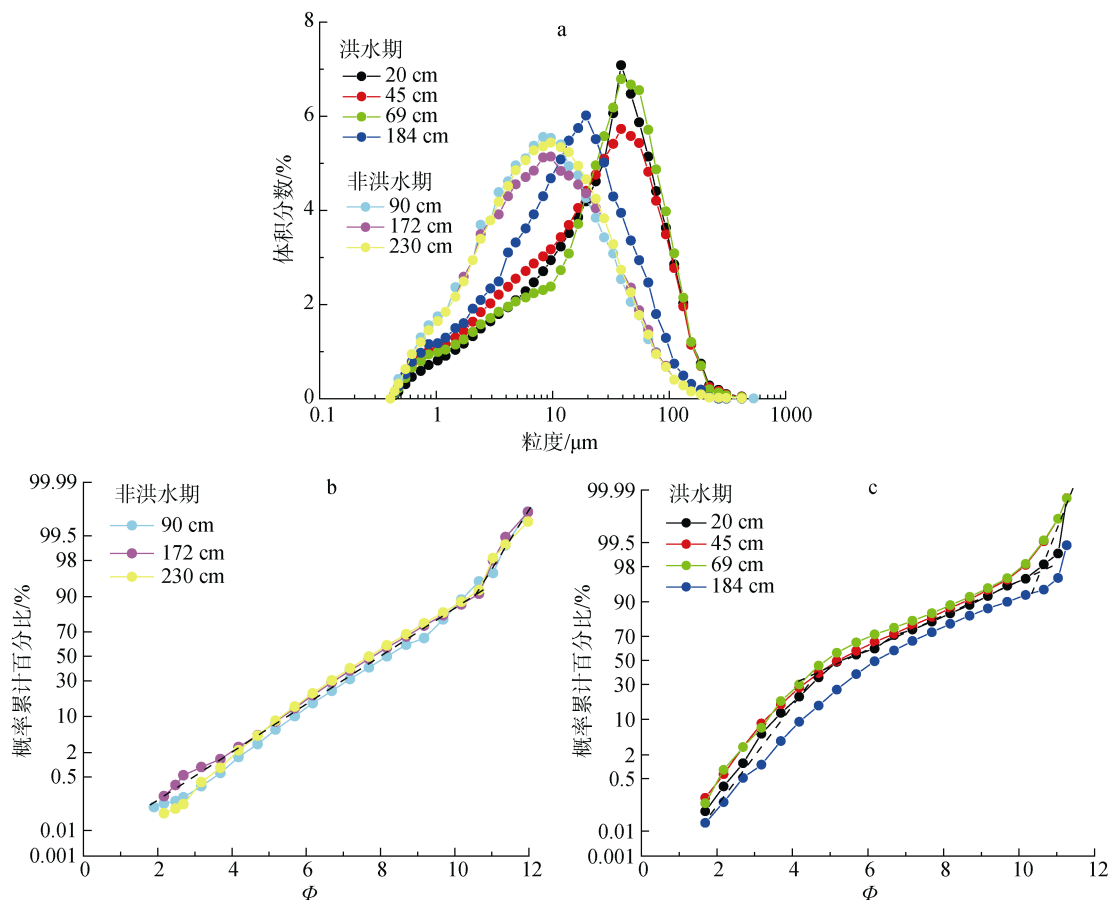 a
8
6
4
2
0
体积分数/%
洪水期
20 cm
45 cm
69 cm
184 cm
非洪水期
90 cm
172 cm
230 cm
0.1 1 10 100 1000
粒度/μm
b
99.99
99.5
98
90
70
50
30
10
2
0.5
0.01
0.001
概率累计百分比/%
非洪水期
90 cm
172 cm
230 cm
0 2 4 6 8 10 12
Φ
c
99.99
99.5
98
90
70
50
30
10
2
0.5
0.01
0.001
概率累计百分比/%
洪水期
20 cm
45 cm
69 cm
184 cm
0 2 4 6 8 10 12
Φ